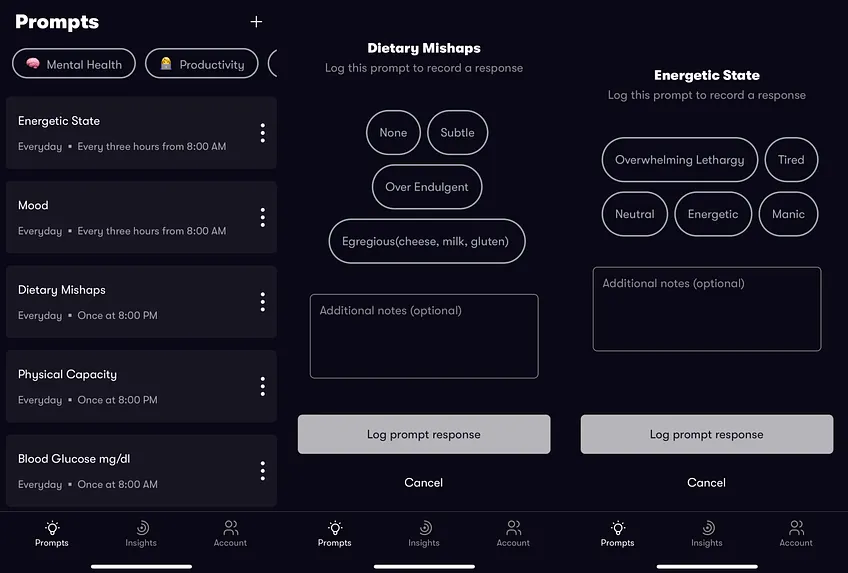 Prompts +
🧠 Mental Health
👩‍💻 Productivity
Energetic State
Everyday ▪ Every three hours from 8:00 AM
Mood
Everyday ▪ Every three hours from 8:00 AM
Dietary Mishaps
Everyday ▪ Once at 8:00 PM
Physical Capacity
Everyday ▪ Once at 8:00 PM
Blood Glucose mg/dl
Everyday ▪ Once at 8:00 AM
Prompts
Insights
Account
Dietary Mishaps
Log this prompt to record a response
None
Subtle
Over Endulgent
Egregious(cheese, milk, gluten)
Additional notes (optional)
Log prompt response
Cancel
Prompts
Insights
Account
Energetic State
Log this prompt to record a response
Overwhelming Lethargy
Tired
Neutral
Energetic
Manic
Additional notes (optional)
Log prompt response
Cancel
Prompts
Insights
Account